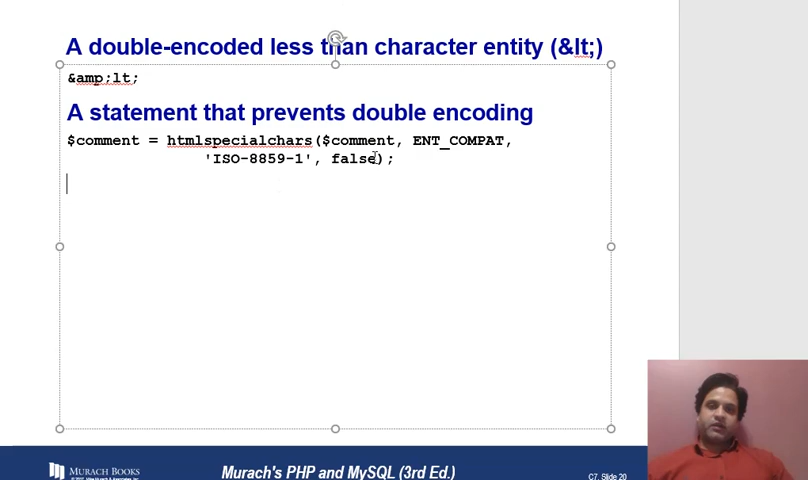 A double-encoded less than character entity (&lt;)
&amp;lt;
A statement that prevents double encoding
$comment = htmlspecialchars($comment, ENT_COMPAT,
'ISO-8859-1', false);
MURACH BOOKS
Murach's PHP and MySQL (3rd Ed.)
C7, Slide 20